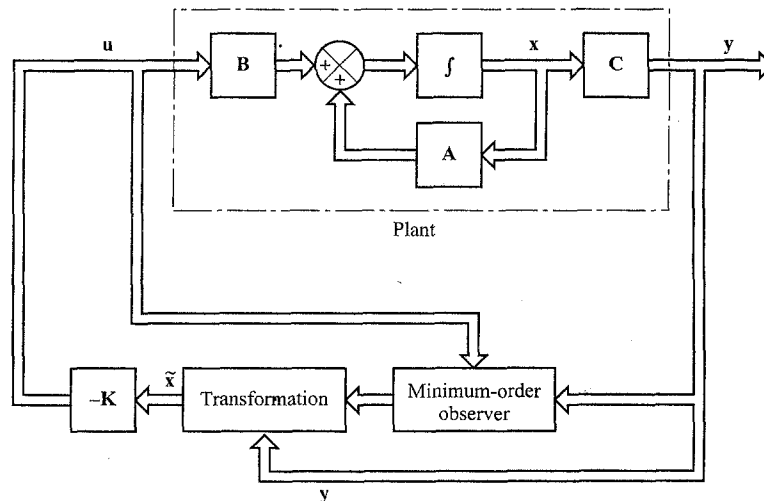 u
B
+
+
∫
x
C
y
A
Plant
–K
x̃
Transformation
Minimum-order
observer
y